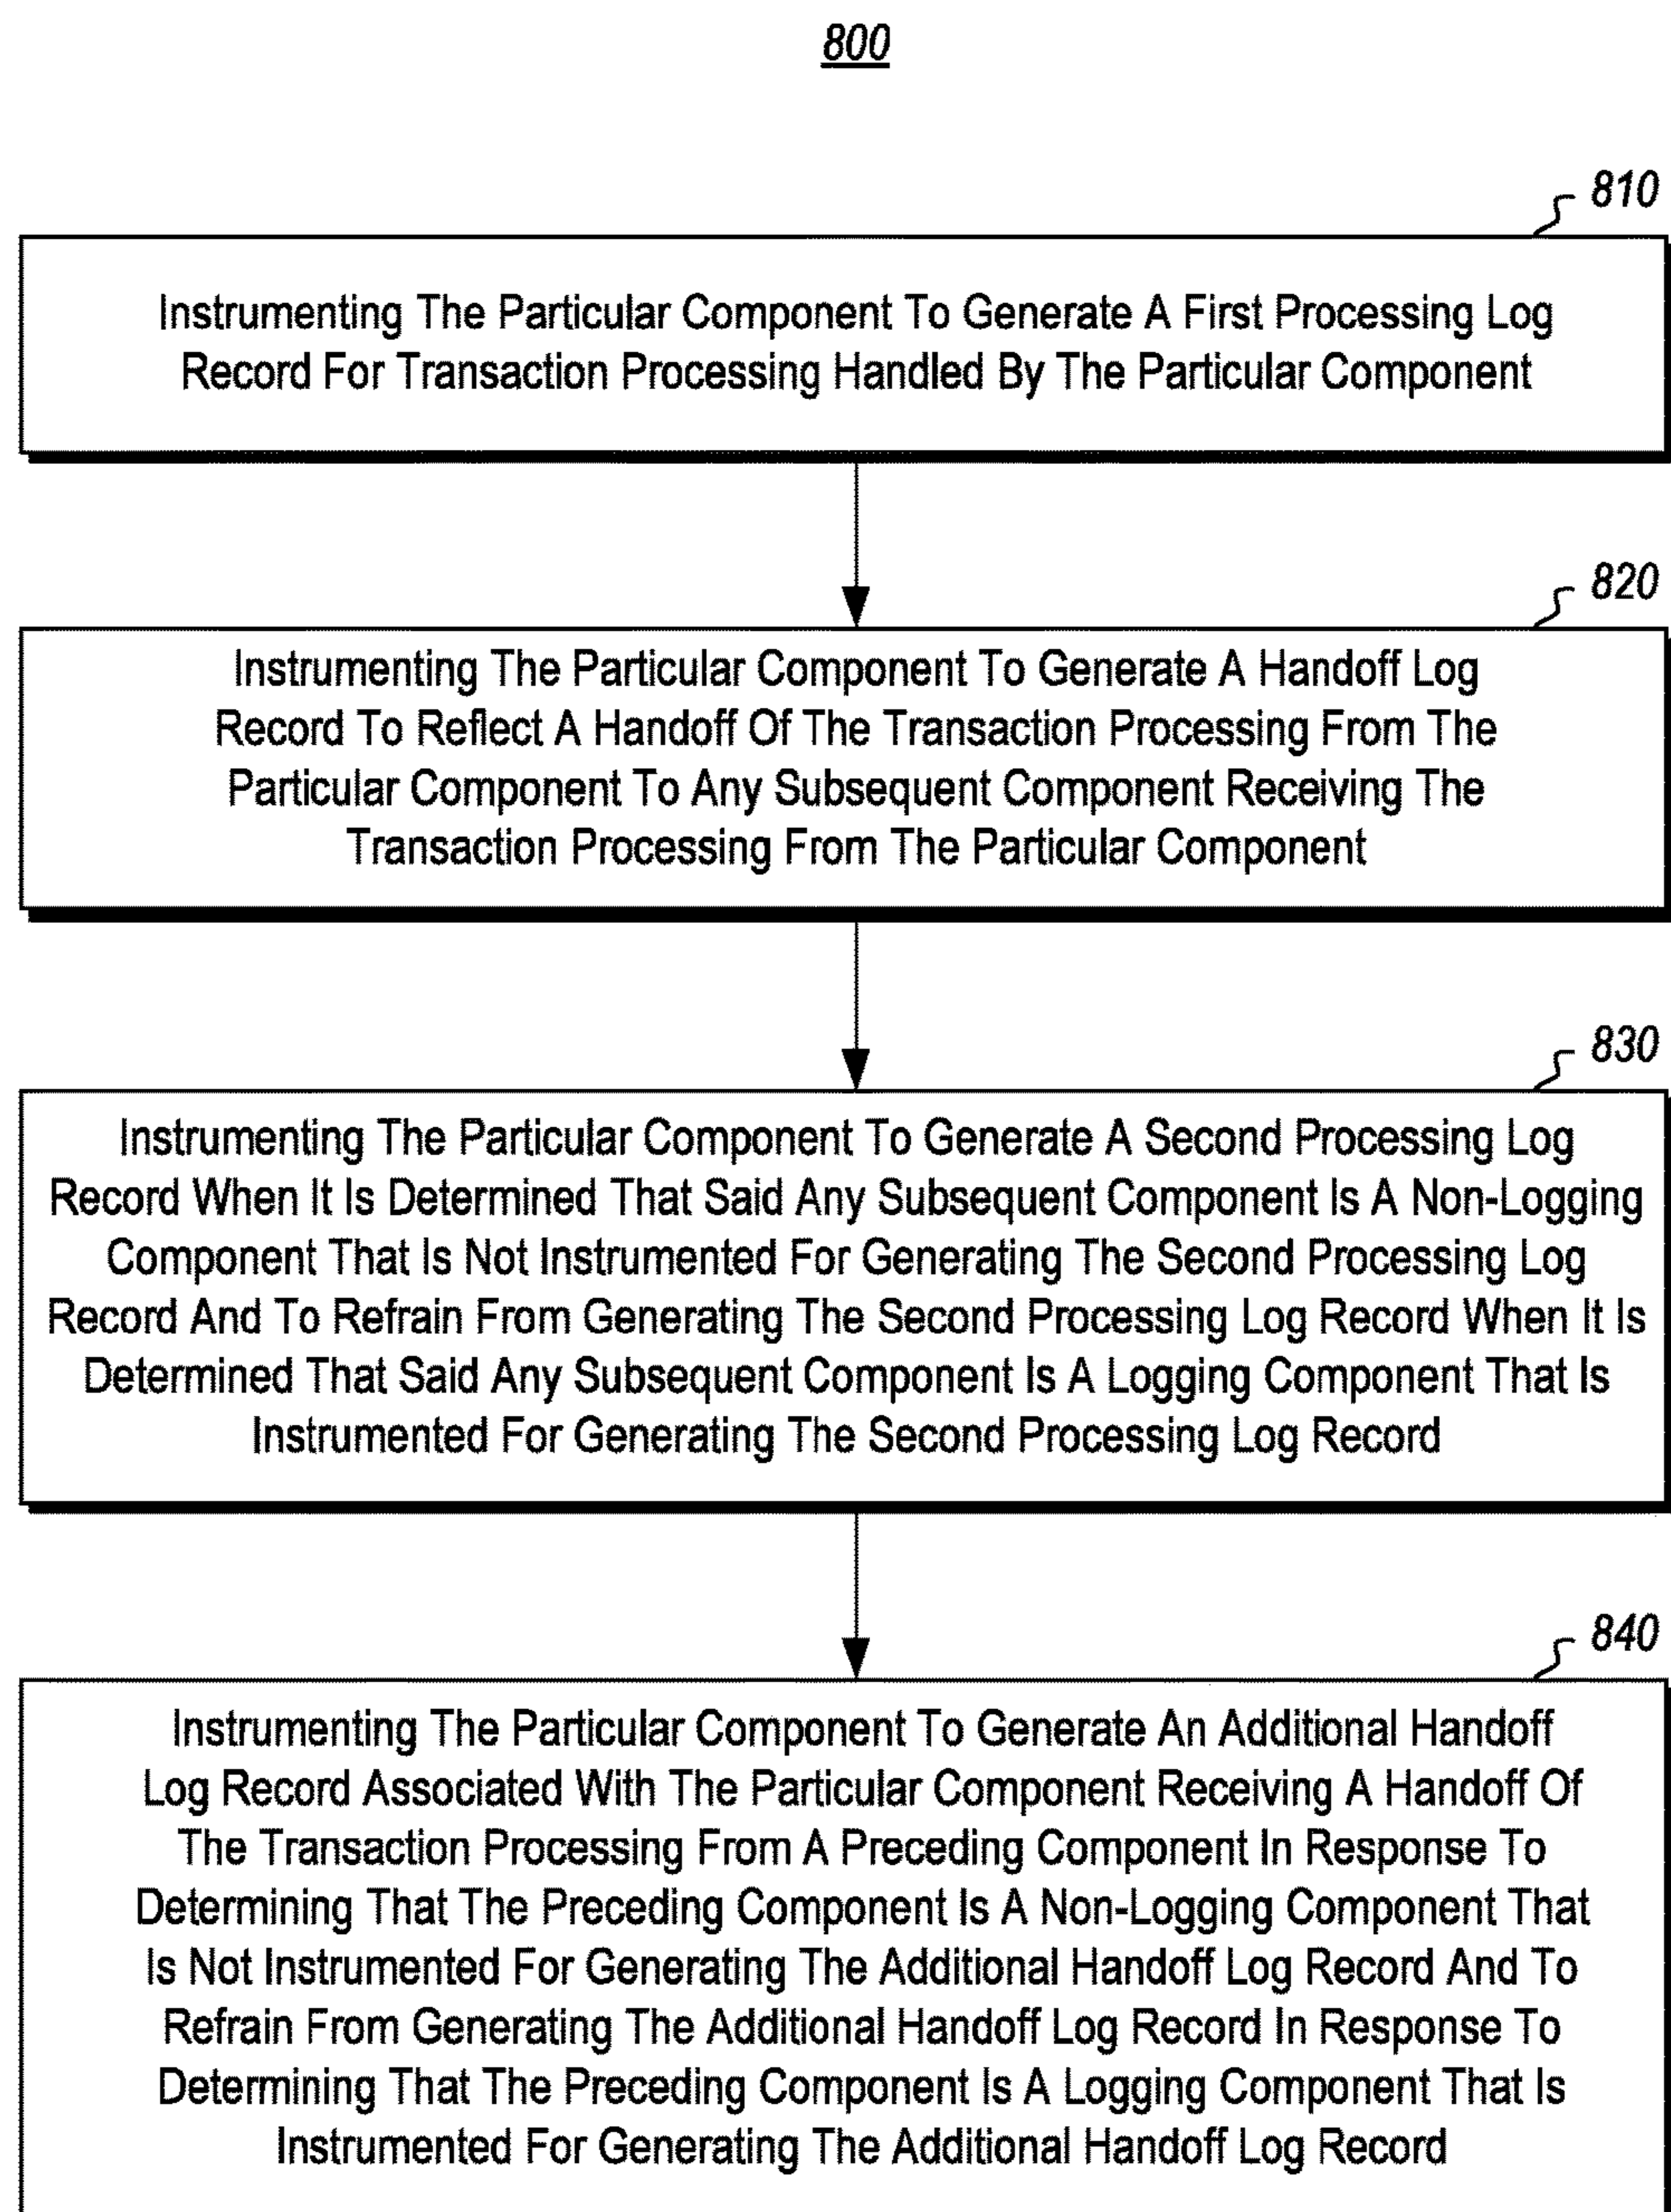 800
810
Instrumenting The Particular Component To Generate A First Processing Log
Record For Transaction Processing Handled By The Particular Component
820
Instrumenting The Particular Component To Generate A Handoff Log
Record To Reflect A Handoff Of The Transaction Processing From The
Particular Component To Any Subsequent Component Receiving The
Transaction Processing From The Particular Component
830
Instrumenting The Particular Component To Generate A Second Processing Log
Record When It Is Determined That Said Any Subsequent Component Is A Non-Logging
Component That Is Not Instrumented For Generating The Second Processing Log
Record And To Refrain From Generating The Second Processing Log Record When It Is
Determined That Said Any Subsequent Component Is A Logging Component That Is
Instrumented For Generating The Second Processing Log Record
840
Instrumenting The Particular Component To Generate An Additional Handoff
Log Record Associated With The Particular Component Receiving A Handoff Of
The Transaction Processing From A Preceding Component In Response To
Determining That The Preceding Component Is A Non-Logging Component That
Is Not Instrumented For Generating The Additional Handoff Log Record And To
Refrain From Generating The Additional Handoff Log Record In Response To
Determining That The Preceding Component Is A Logging Component That Is
Instrumented For Generating The Additional Handoff Log Record